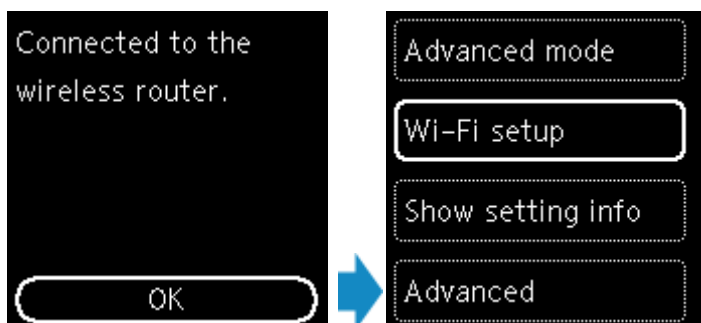 Connected to the
wireless router.
OK
Advanced mode
Wi-Fi setup
Show setting info
Advanced